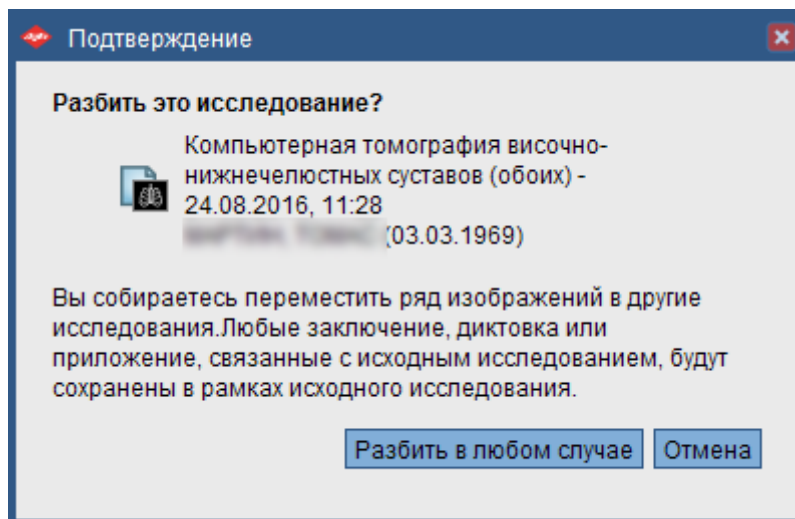 Подтверждение
Разбить это исследование?
Компьютерная томография височно-
нижнечелюстных суставов (обоих) -
24.08.2016, 11:28
(03.03.1969)
Вы собираетесь переместить ряд изображений в другие
исследования.Любые заключение, диктовка или
приложение, связанные с исходным исследованием, будут
сохранены в рамках исходного исследования.
Разбить в любом случае Отмена